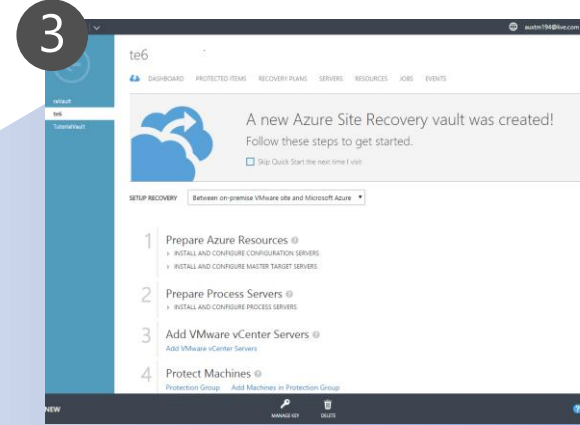 3
auxtm194@live.com
te6
DASHBOARD PROTECTED ITEMS RECOVERY PLANS SERVERS RESOURCES JOBS EVENTS
te6
TutorialVault
A new Azure Site Recovery vault was created!
Follow these steps to get started.
Skip Quick Start the next time I visit
SETUP RECOVERY Between on-premise VMware site and Microsoft Azure
1 Prepare Azure Resources ?
INSTALL AND CONFIGURE CONFIGURATION SERVERS
INSTALL AND CONFIGURE MASTER TARGET SERVERS
2 Prepare Process Servers ?
INSTALL AND CONFIGURE PROCESS SERVERS
3 Add VMware vCenter Servers ?
Add VMware vCenter Servers
4 Protect Machines ?
Protection Group Add Machines in Protection Group
NEW MANAGE KEY DELETE ?